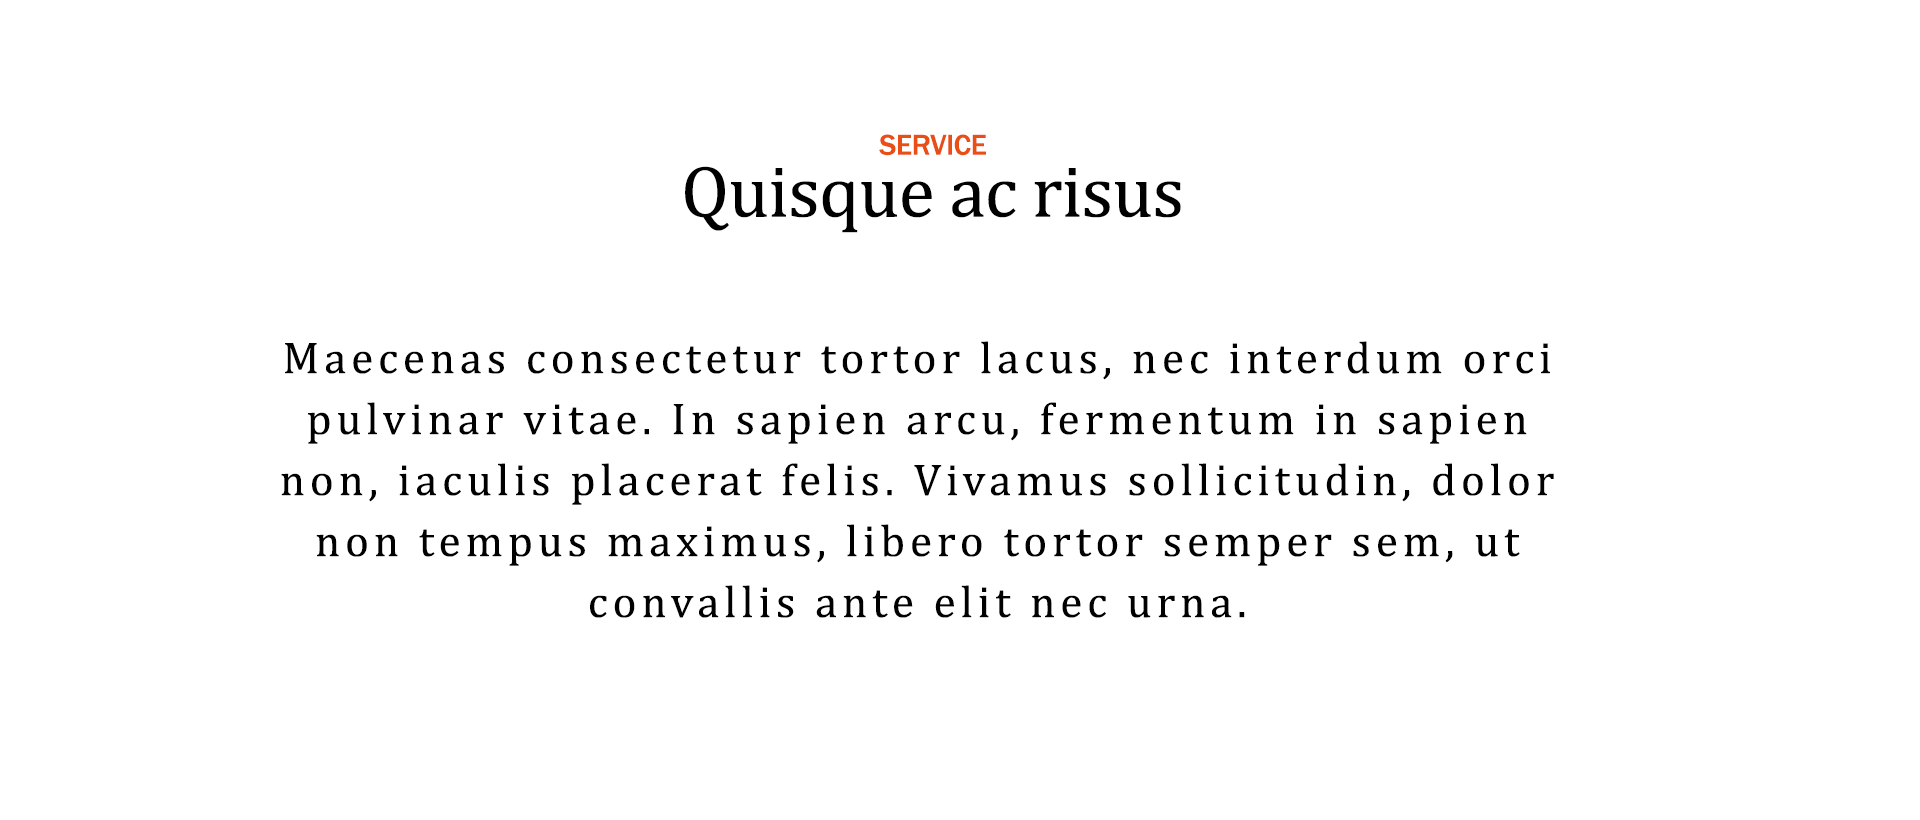 SERVICE
Quisque ac risus
Maecenas consectetur tortor lacus, nec interdum orci
pulvinar vitae. In sapien arcu, fermentum in sapien
non, iaculis placerat felis. Vivamus sollicitudin, dolor
non tempus maximus, libero tortor semper sem, ut
convallis ante elit nec urna.